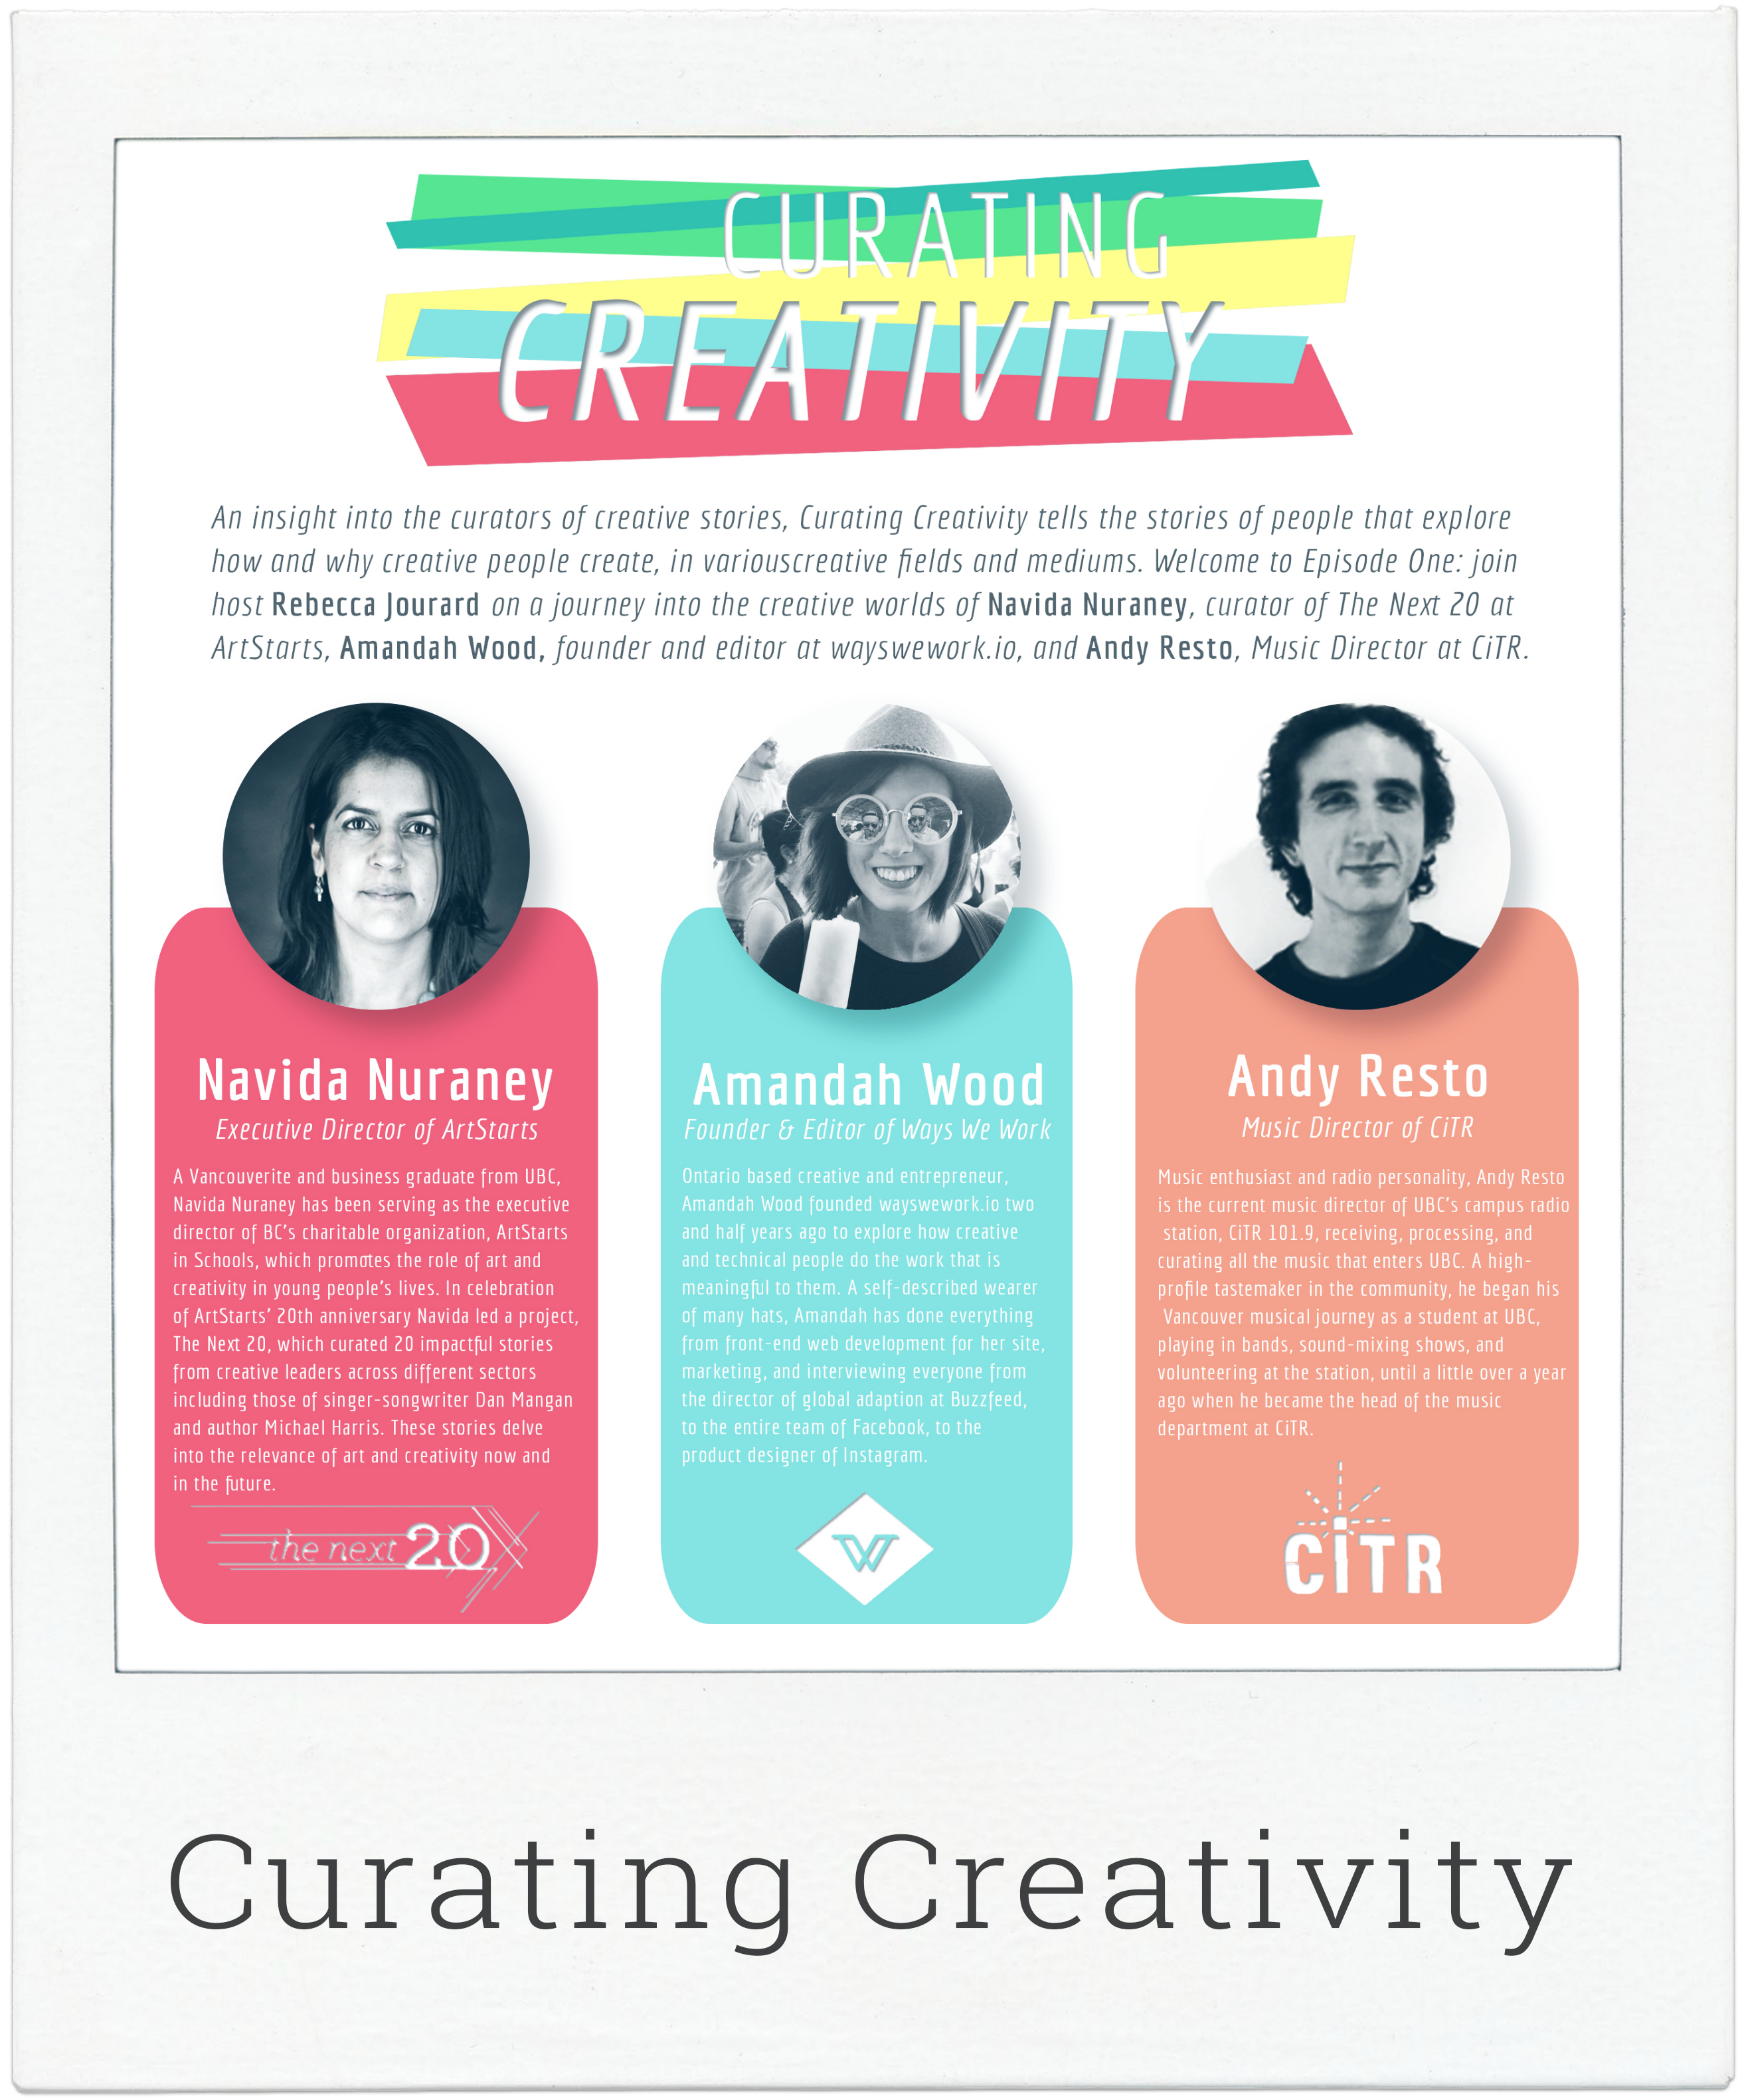 CURATING
CREATIVITY
An insight into the curators of creative stories, Curating Creativity tells the stories of people that explore
how and why creative people create, in variouscreative fields and mediums. Welcome to Episode One: join
host Rebecca Jourard on a journey into the creative worlds of Navida Nuraney, curator of The Next 20 at
ArtStarts, Amandah Wood, founder and editor at wayswework.io, and Andy Resto, Music Director at CiTR.
Navida Nuraney
Executive Director of ArtStarts
A Vancouverite and business graduate from UBC,
Navida Nuraney has been serving as the executive
director of BC's charitable organization, ArtStarts
in Schools, which promotes the role of art and
creativity in young people's lives. In celebration
of ArtStarts' 20th anniversary Navida led a project,
The Next 20, which curated 20 impactful stories
from creative leaders across different sectors
including those of singer-songwriter Dan Mangan
and author Michael Harris. These stories delve
into the relevance of art and creativity now and
in the future.
the next 20
Amandah Wood
Founder & Editor of Ways We Work
Ontario based creative and entrepreneur,
Amandah Wood founded wayswework.io two
and half years ago to explore how creative
and technical people do the work that is
meaningful to them. A self-described wearer
of many hats, Amandah has done everything
from front-end web development for her site,
marketing, and interviewing everyone from
the director of global adaption at Buzzfeed,
to the entire team of Facebook, to the
product designer of Instagram.
W
Andy Resto
Music Director of CiTR
Music enthusiast and radio personality, Andy Resto
is the current music director of UBC's campus radio
station, CiTR 101.9, receiving, processing, and
curating all the music that enters UBC. A high-
profile tastemaker in the community, he began his
Vancouver musical journey as a student at UBC,
playing in bands, sound-mixing shows, and
volunteering at the station, until a little over a year
ago when he became the head of the music
department at CiTR.
CiTR
Curating Creativity